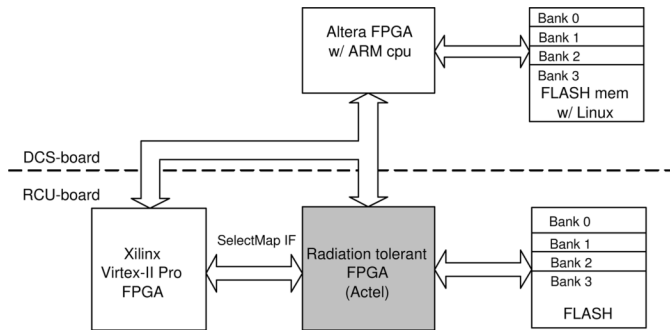 Altera FPGA
w/ ARM cpu
Bank 0
Bank 1
Bank 2
Bank 3
FLASH mem
w/ Linux
DCS-board
RCU-board
Xilinx
Virtex-II Pro
FPGA
SelectMap IF
Radiation tolerant
FPGA
(Actel)
Bank 0
Bank 1
Bank 2
Bank 3
FLASH